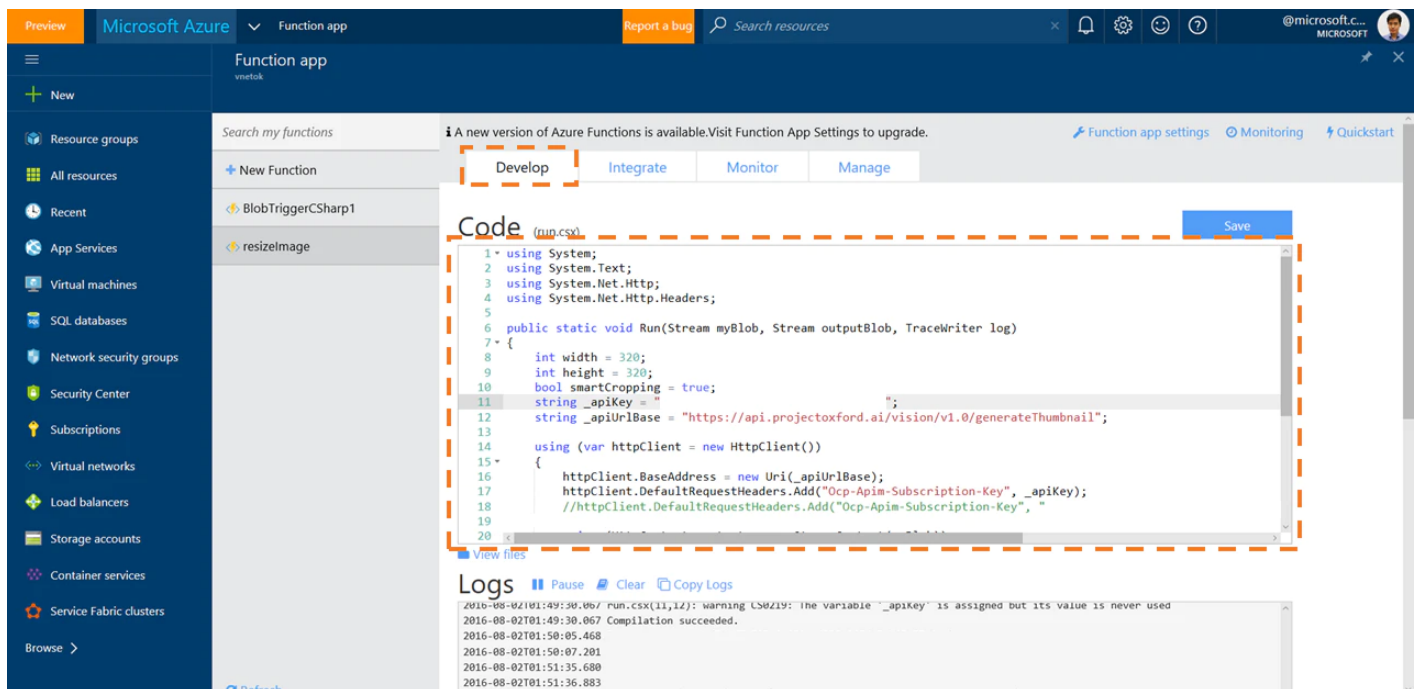 Preview
Microsoft Azure
Function app
Report a bug
Search resources
@microsoft.c...
MICROSOFT
Function app
vnetok
New
Resource groups
All resources
Recent
App Services
Virtual machines
SQL databases
Network security groups
Security Center
Subscriptions
Virtual networks
Load balancers
Storage accounts
Container services
Service Fabric clusters
Browse >
Search my functions
+ New Function
BlobTriggerCSharp1
resizeImage
A new version of Azure Functions is available.Visit Function App Settings to upgrade.
Function app settings
Monitoring
Quickstart
Develop
Integrate
Monitor
Manage
Code (run.csx)
Save
1 using System;
2 using System.Text;
3 using System.Net.Http;
4 using System.Net.Http.Headers;
5
6 public static void Run(Stream myBlob, Stream outputBlob, TraceWriter log)
7 {
8 int width = 320;
9 int height = 320;
10 bool smartCropping = true;
11 string _apiKey = " ";
12 string _apiUrlBase = "https://api.projectoxford.ai/vision/v1.0/generateThumbnail";
13
14 using (var httpClient = new HttpClient())
15 {
16 httpClient.BaseAddress = new Uri(_apiUrlBase);
17 httpClient.DefaultRequestHeaders.Add("Ocp-Apim-Subscription-Key", _apiKey);
18 //httpClient.DefaultRequestHeaders.Add("Ocp-Apim-Subscription-Key", "
19
20
View files
Logs
Pause
Clear
Copy Logs
2016-08-02T01:49:30.067 run.csx(11,12): warning CS0219: The variable '_apiKey' is assigned but its value is never used
2016-08-02T01:49:30.067 Compilation succeeded.
2016-08-02T01:50:05.468
2016-08-02T01:50:07.201
2016-08-02T01:51:35.680
2016-08-02T01:51:36.883